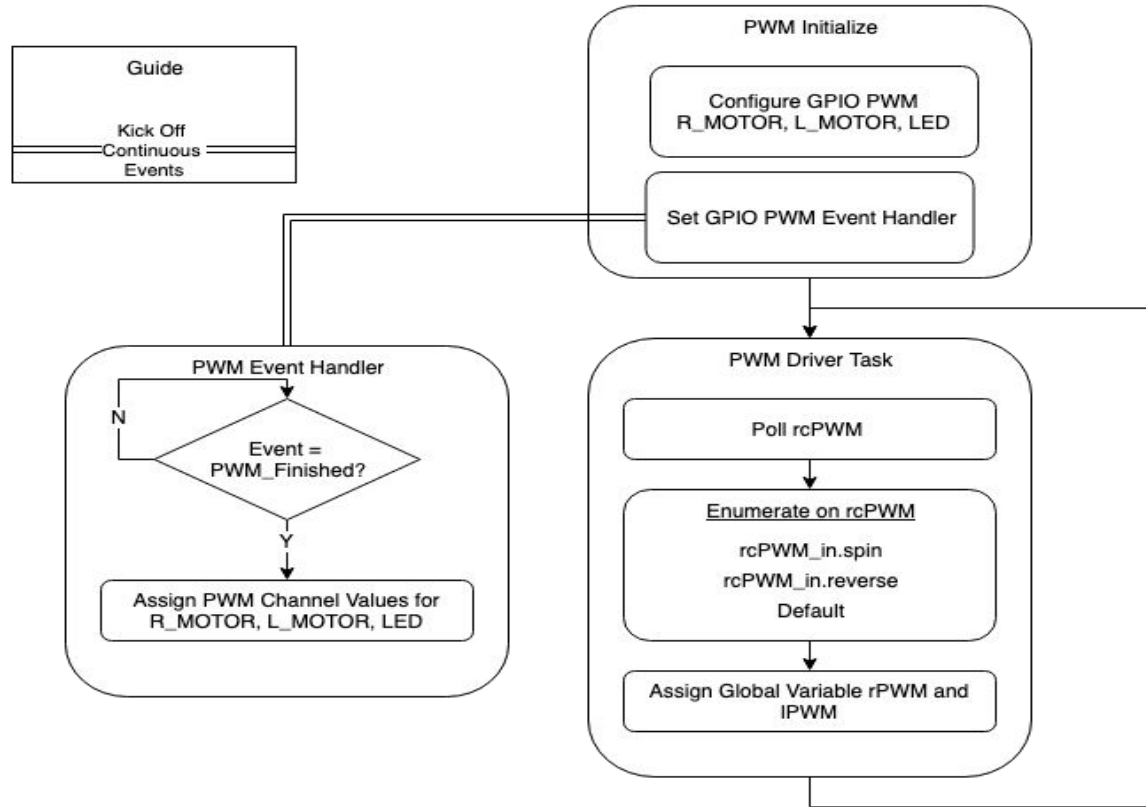 Guide
Kick Off
Continuous
Events
PWM Initialize
Configure GPIO PWM
R_MOTOR, L_MOTOR, LED
Set GPIO PWM Event Handler
PWM Event Handler
N
Event =
PWM_Finished?
Y
Assign PWM Channel Values for
R_MOTOR, L_MOTOR, LED
PWM Driver Task
Poll rcPWM
Enumerate on rcPWM
rcPWM_in.spin
rcPWM_in.reverse
Default
Assign Global Variable rPWM and
lPWM